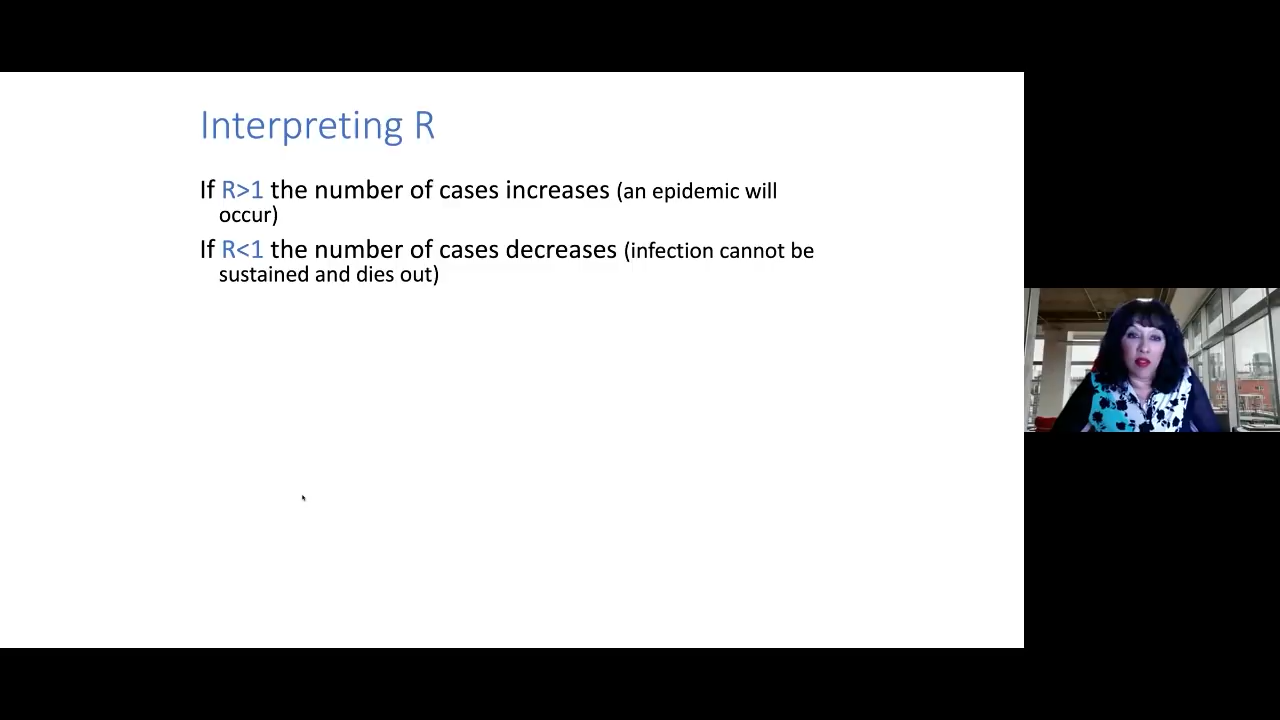 Interpreting R
If R>1 the number of cases increases (an epidemic will
occur)
If R<1 the number of cases decreases (infection cannot be
sustained and dies out)